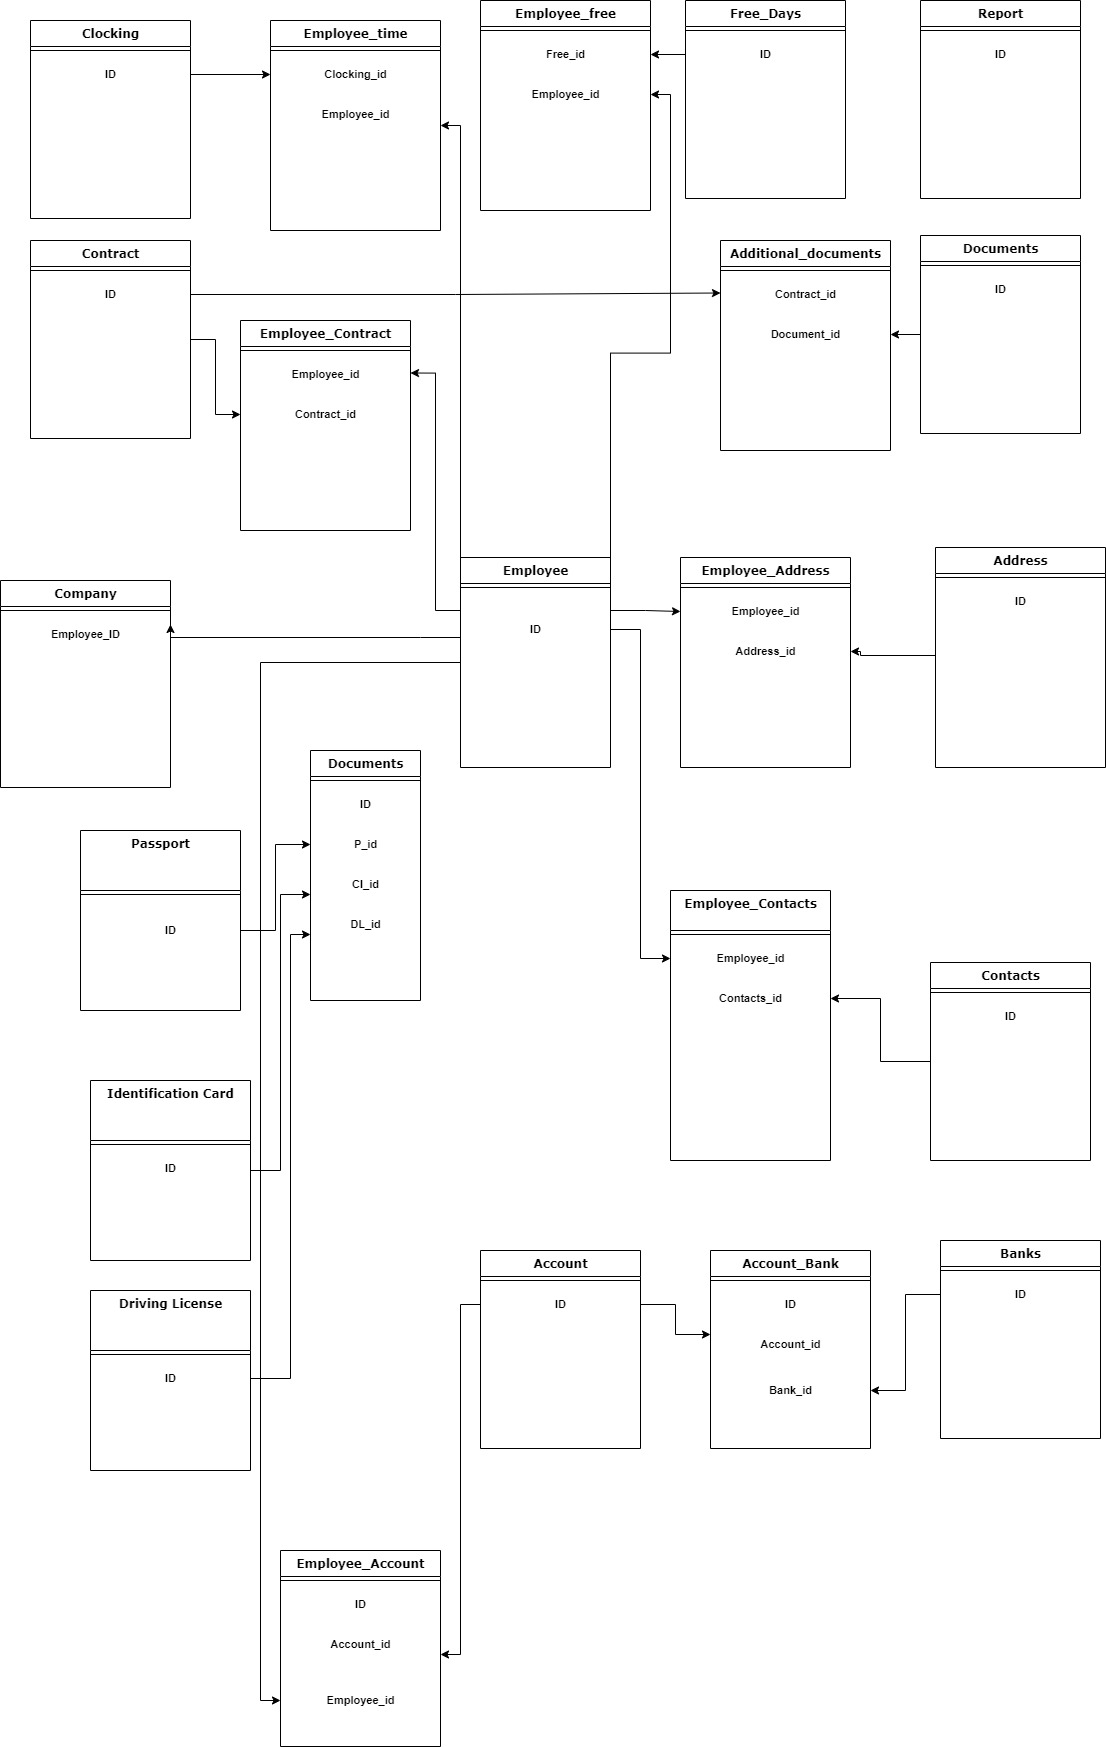 Clocking
ID
Employee_time
Clocking_id
Employee_id
Employee_free
Free_id
Employee_id
Free_Days
ID
Report
ID
Contract
ID
Employee_Contract
Employee_id
Contract_id
Additional_documents
Contract_id
Document_id
Documents
ID
Company
Employee_ID
Employee
ID
Employee_Address
Employee_id
Address_id
Address
ID
Documents
ID
P_id
CI_id
DL_id
Passport
ID
Employee_Contacts
Employee_id
Contacts_id
Contacts
ID
Identification Card
ID
Driving License
ID
Account
ID
Account_Bank
ID
Account_id
Bank_id
Banks
ID
Employee_Account
ID
Account_id
Employee_id